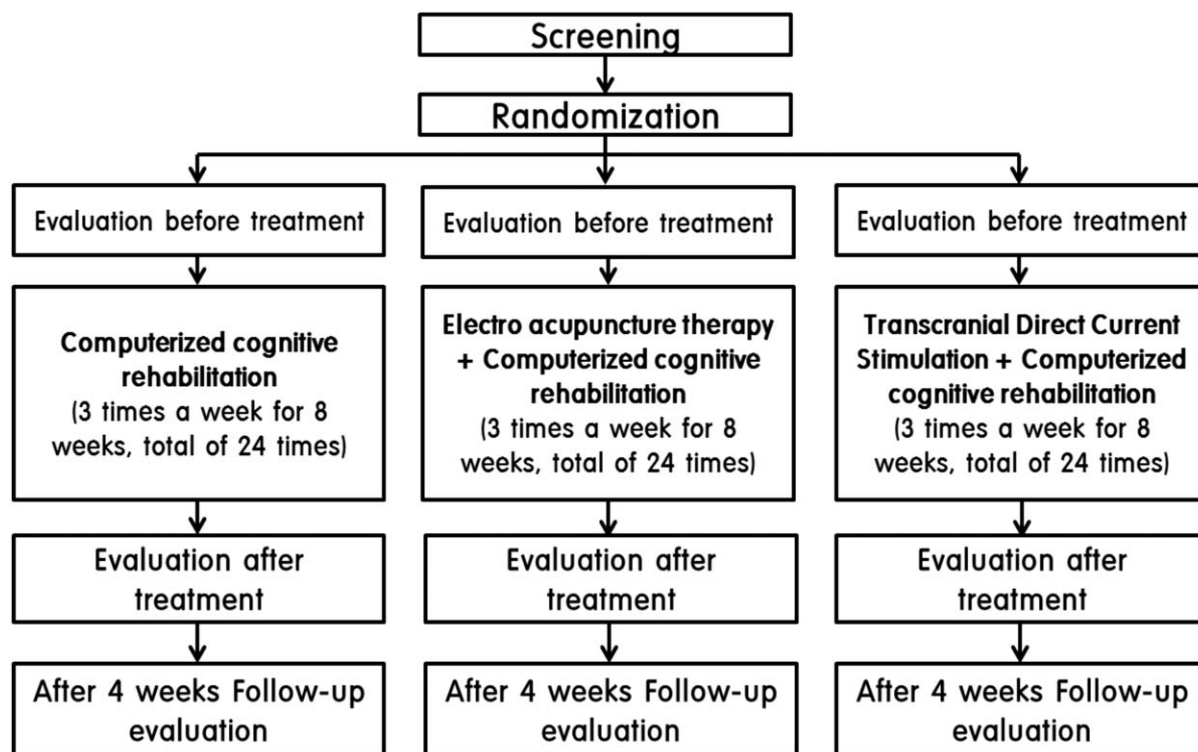 Screening
Randomization
Evaluation before treatment
Evaluation before treatment
Evaluation before treatment
Computerized cognitive
rehabilitation
(3 times a week for 8
weeks, total of 24 times)
Electro acupuncture therapy
+ Computerized cognitive
rehabilitation
(3 times a week for 8
weeks, total of 24 times)
Transcranial Direct Current
Stimulation + Computerized
cognitive rehabilitation
(3 times a week for 8
weeks, total of 24 times)
Evaluation after
treatment
Evaluation after
treatment
Evaluation after
treatment
After 4 weeks Follow-up
evaluation
After 4 weeks Follow-up
evaluation
After 4 weeks Follow-up
evaluation